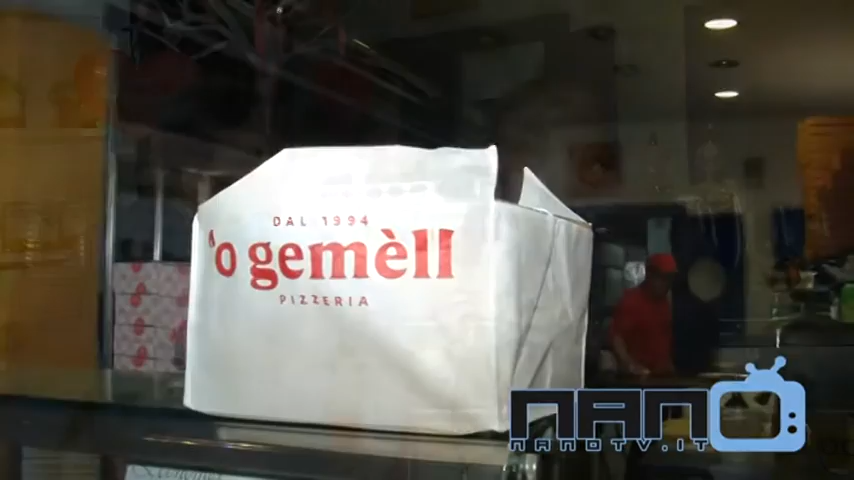 DAL 1994
'o gemèll
PIZZERIA
NANO
NANOTV.IT